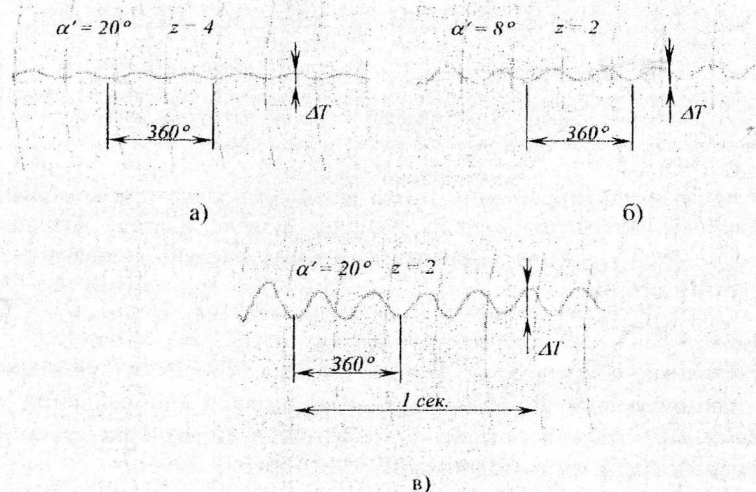 α' = 20° z = 4
ΔT
360°
а)
α' = 8° z = 2
ΔT
360°
б)
α' = 20° z = 2
ΔT
360°
1 сек.
в)